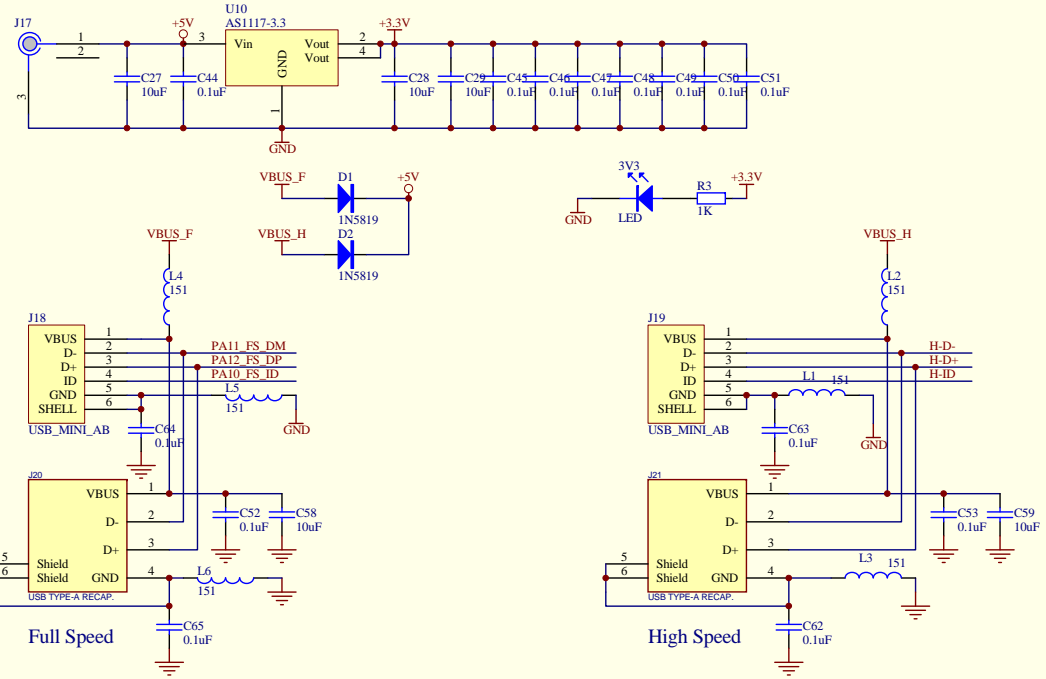 J17
1
2
3
+5V
C27
10uF
C44
0.1uF
U10
AS1117-3.3
3
Vin
GND
1
Vout
Vout
2
4
GND
+3.3V
C28
10uF
C29
10uF
C45
0.1uF
C46
0.1uF
C47
0.1uF
C48
0.1uF
C49
0.1uF
C50
0.1uF
C51
0.1uF
VBUS_F
D1
1N5819
+5V
VBUS_H
D2
1N5819
3V3
LED
GND
R3
1K
+3.3V
VBUS_F
L4
151
J18
VBUS 1
D- 2
D+ 3
ID 4
GND 5
SHELL 6
USB_MINI_AB
PA11_FS_DM
PA12_FS_DP
PA10_FS_ID
L5
151
GND
C64
0.1uF
J20
VBUS 1
D- 2
D+ 3
GND 4
5 Shield
6 Shield
USB TYPE-A RECAP.
C52
0.1uF
C58
10uF
L6
151
C65
0.1uF
Full Speed
VBUS_H
L2
151
J19
VBUS 1
D- 2
D+ 3
ID 4
GND 5
SHELL 6
USB_MINI_AB
H-D-
H-D+
H-ID
L1 151
GND
C63
0.1uF
J21
VBUS 1
D- 2
D+ 3
GND 4
5 Shield
6 Shield
USB TYPE-A RECAP.
C53
0.1uF
C59
10uF
L3 151
C62
0.1uF
High Speed